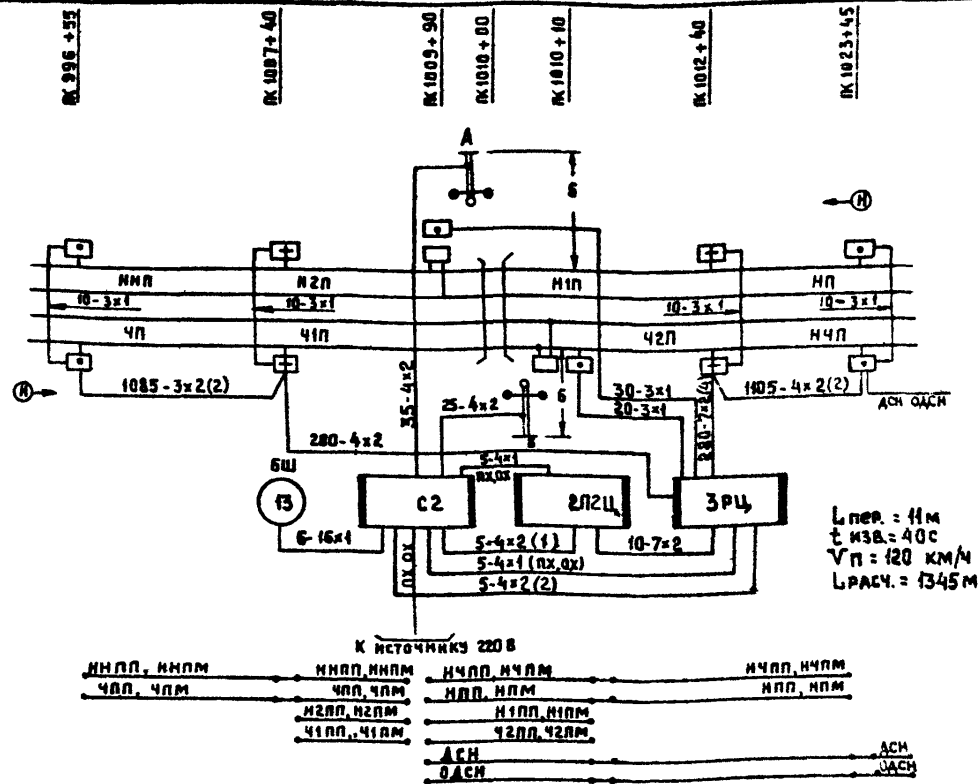 ПК 996 +55
ПК 1007+40
ПК 1009+90
ПК 1010+00
ПК 1010+10
ПК 1012+40
ПК 1023+45
А
6
Н
ННП Н2П Н1П НП
10-3х1 10-3х1 10-3х1 10-3х1
ЧП Ч1П Ч2П НЧП
Н
1085-3х2(2)
35-4х2
25-4х2
6
30-3х1
20-3х1
280-7х2(4)
1105-4х2(2)
ДСН ОДСН
280-4х2
5-4х1
ПХ,ОХ
БШ
13
С2
2П2Ц
3РЦ
6-16х1
5-4х2(1)
10-7х2
5-4х1(ПХ,ОХ)
5-4х2(2)
ПХ,ОХ
Lпер. = 11м
t изв. = 40с
Vп = 120 км/ч
Lрасч. = 1345м
К источнику 220В
ННПП, ННПМ ННПП,ННПМ НЧПП,НЧПМ НЧПП,НЧПМ
ЧПП, ЧПМ ЧПП, ЧПМ НПП, НПМ НПП, НПМ
Н2ПП,Н2ПМ Н1ПП,Н1ПМ
Ч1ПП,.Ч1ПМ Ч2ПП,Ч2ПМ
ДСН ДСН
ОДСН ОДСН